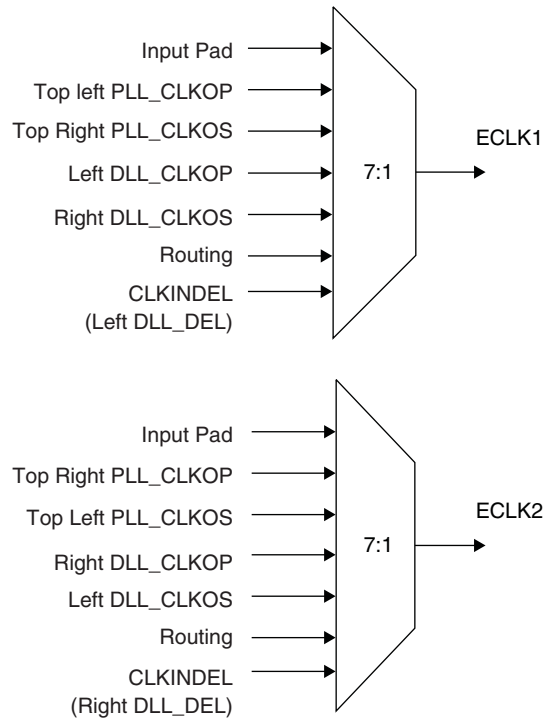 Input Pad
Top left PLL_CLKOP
Top Right PLL_CLKOS
Left DLL_CLKOP
Right DLL_CLKOS
Routing
CLKINDEL
(Left DLL_DEL)
7:1
ECLK1
Input Pad
Top Right PLL_CLKOP
Top Left PLL_CLKOS
Right DLL_CLKOP
Left DLL_CLKOS
Routing
CLKINDEL
(Right DLL_DEL)
7:1
ECLK2